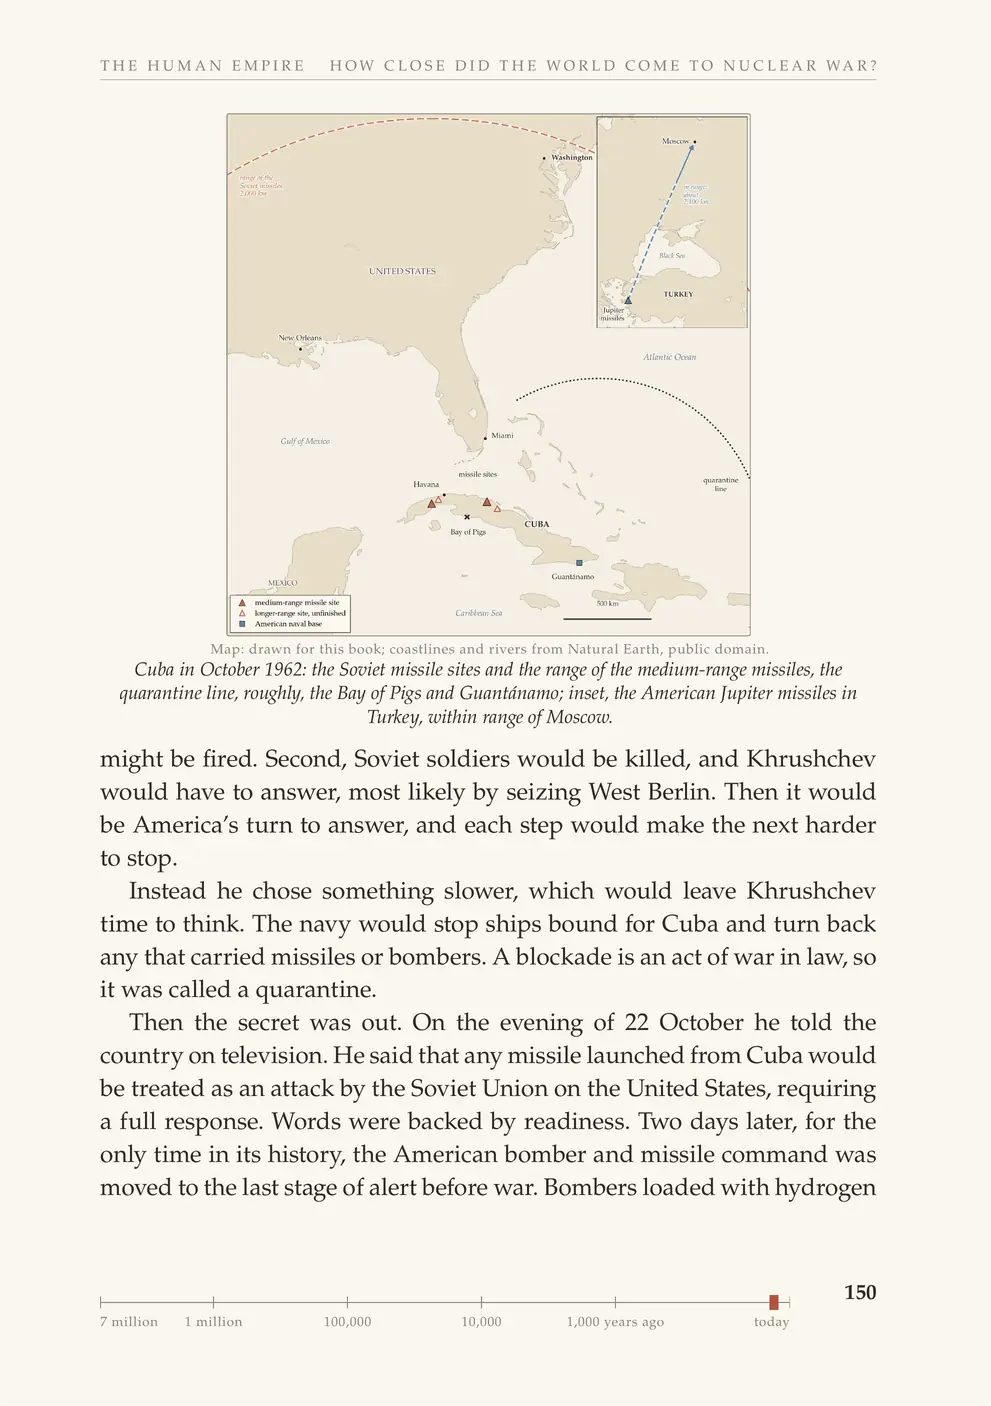 THE HUMAN EMPIRE HOW CLOSE DID THE WORLD COME TO NUCLEAR WAR?
range of the
Soviet missiles
2,000 km
Washington
Moscow
in range:
about
2,100 km
Black Sea
TURKEY
Jupiter
missiles
UNITED STATES
New Orleans
Atlantic Ocean
Gulf of Mexico
Miami
missile sites
quarantine
line
Havana
CUBA
Bay of Pigs
Guantánamo
MEXICO
500 km
Caribbean Sea
medium-range missile site
longer-range site, unfinished
American naval base
Map: drawn for this book; coastlines and rivers from Natural Earth, public domain.
Cuba in October 1962: the Soviet missile sites and the range of the medium-range missiles, the
quarantine line, roughly, the Bay of Pigs and Guantánamo; inset, the American Jupiter missiles in
Turkey, within range of Moscow.
might be fired. Second, Soviet soldiers would be killed, and Khrushchev
would have to answer, most likely by seizing West Berlin. Then it would
be America’s turn to answer, and each step would make the next harder
to stop.
Instead he chose something slower, which would leave Khrushchev
time to think. The navy would stop ships bound for Cuba and turn back
any that carried missiles or bombers. A blockade is an act of war in law, so
it was called a quarantine.
Then the secret was out. On the evening of 22 October he told the
country on television. He said that any missile launched from Cuba would
be treated as an attack by the Soviet Union on the United States, requiring
a full response. Words were backed by readiness. Two days later, for the
only time in its history, the American bomber and missile command was
moved to the last stage of alert before war. Bombers loaded with hydrogen
150
7 million 1 million 100,000 10,000 1,000 years ago today